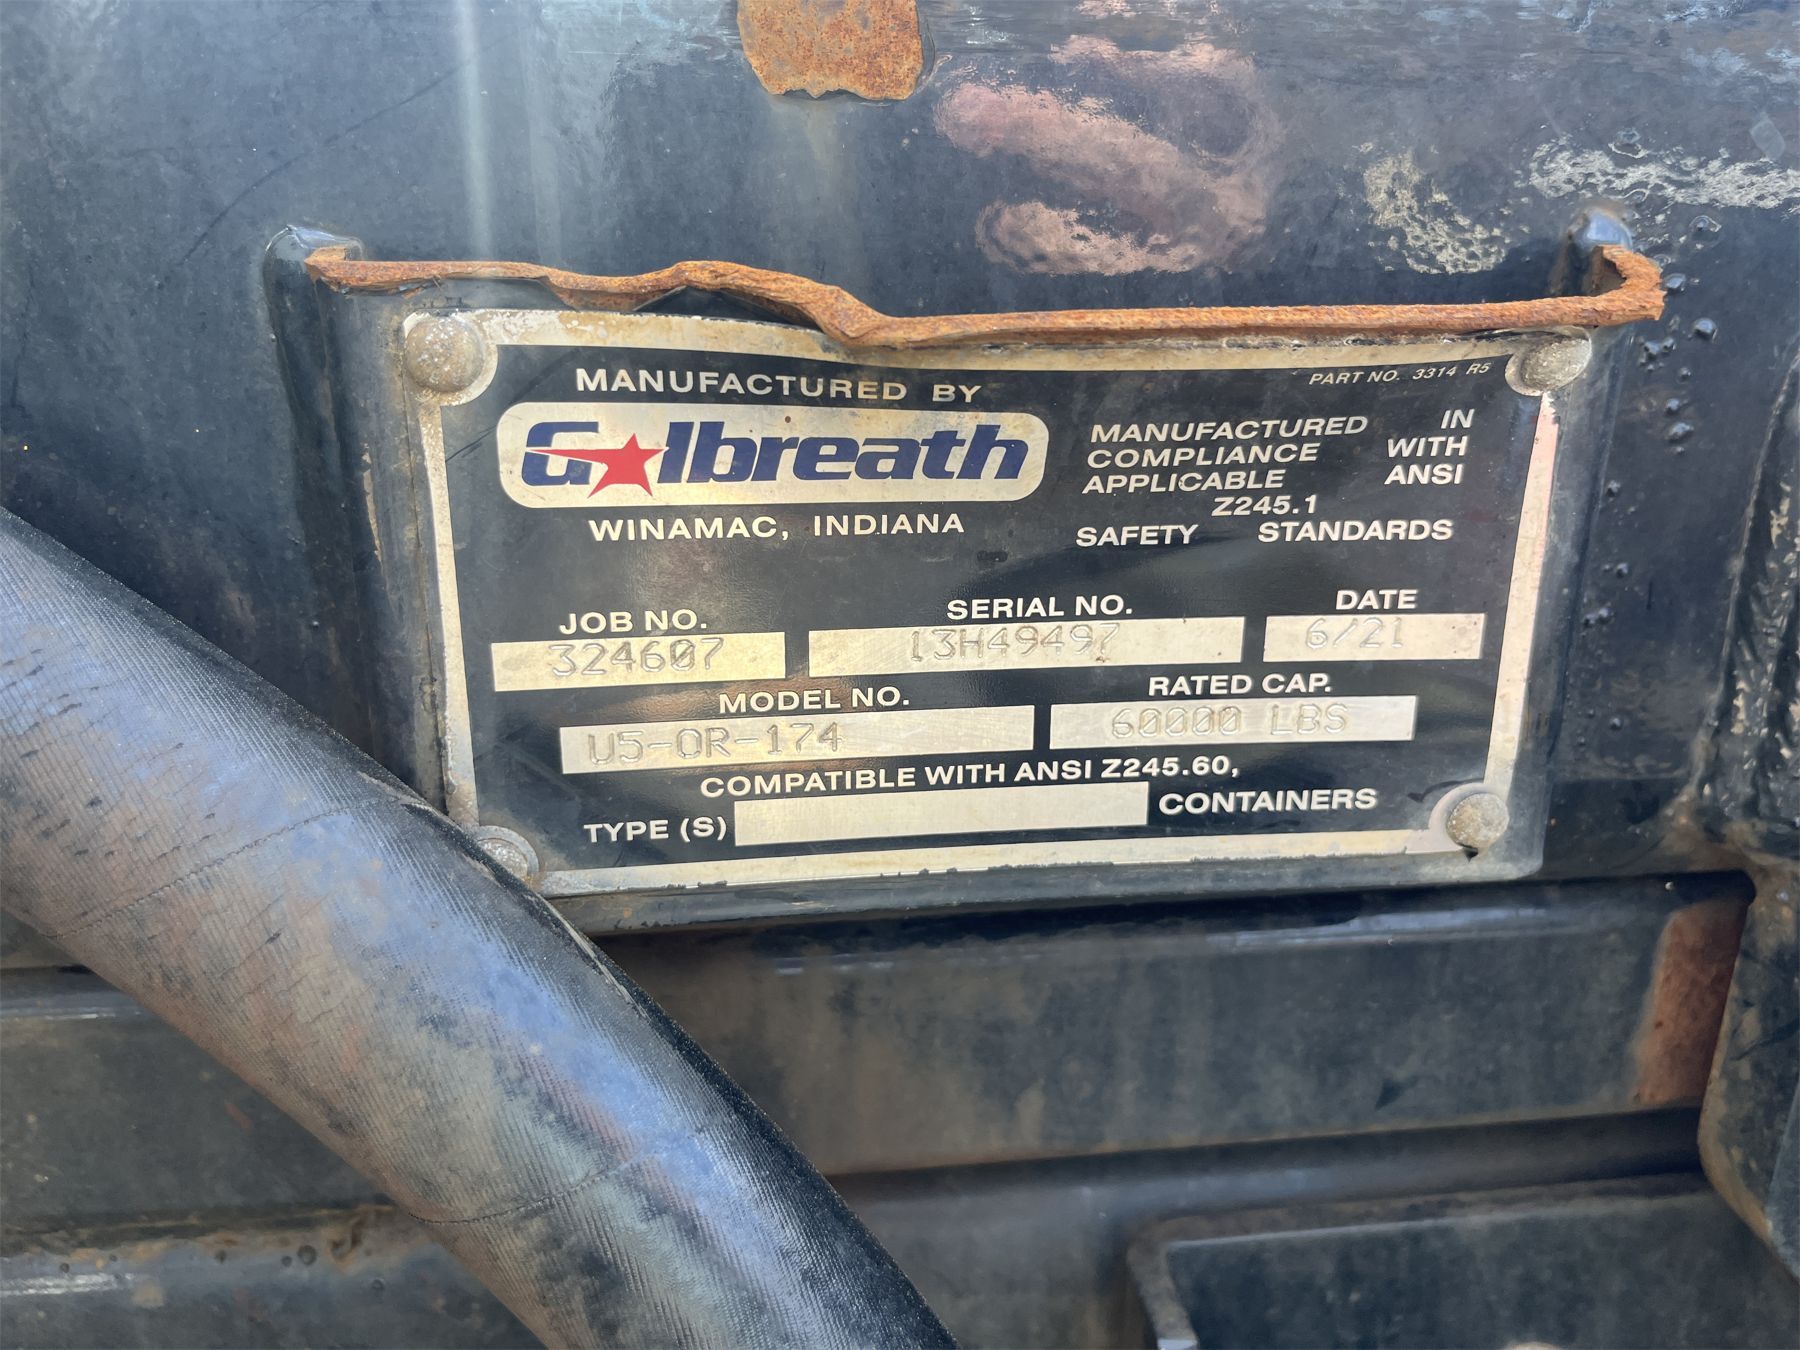 MANUFACTURED BY
Galbreath
WINAMAC, INDIANA
PART NO. 3314 R5
MANUFACTURED IN
COMPLIANCE WITH
APPLICABLE ANSI
Z245.1
SAFETY STANDARDS
JOB NO. SERIAL NO. DATE
324607 13H49497 6/21
MODEL NO. RATED CAP.
U5-OR-174 60000 LBS
COMPATIBLE WITH ANSI Z245.60,
TYPE (S) CONTAINERS